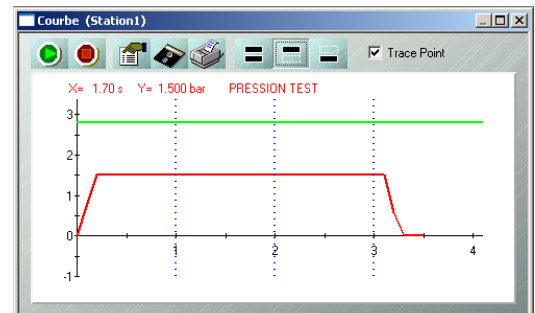 Courbe (Station1)
Trace Point
X= 1.70 s Y= 1.500 bar PRESSION TEST
3
2
1
0
1 2 3 4
-1